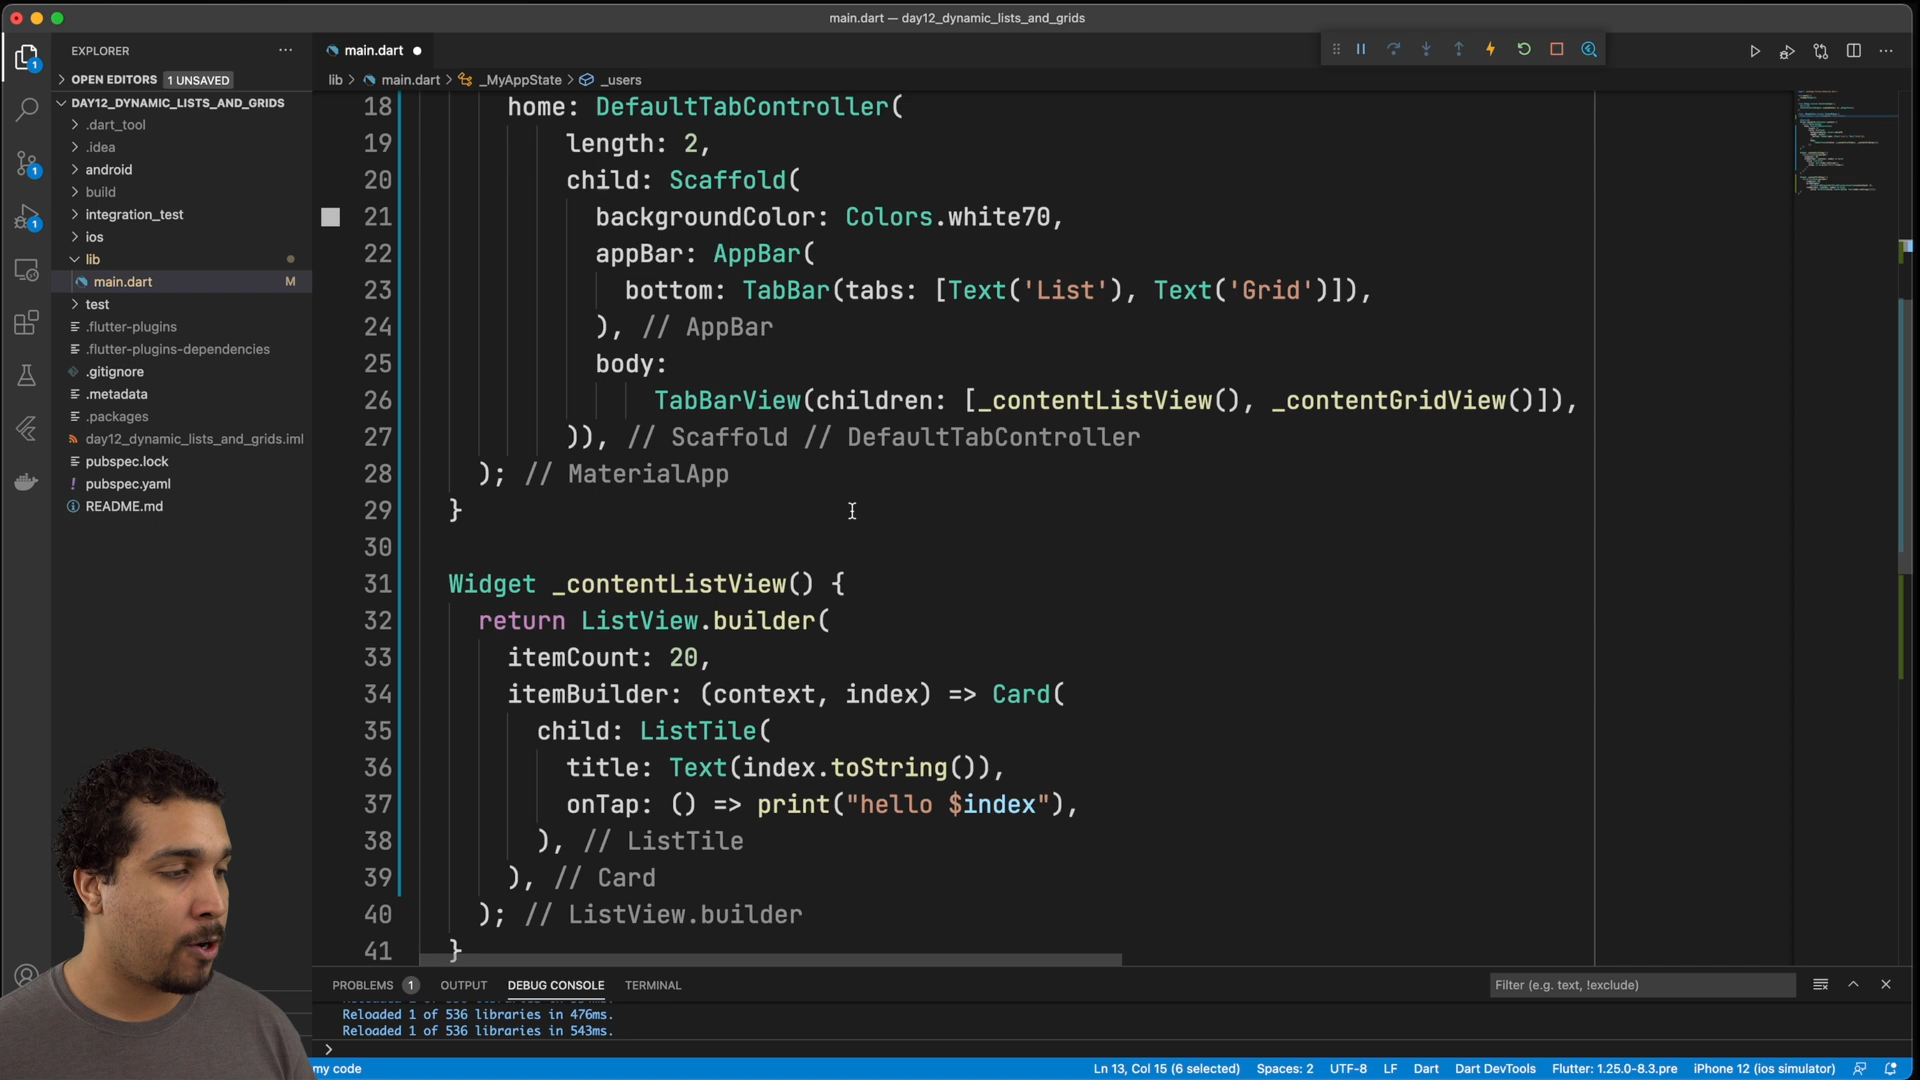 main.dart — day12_dynamic_lists_and_grids
EXPLORER
OPEN EDITORS 1 UNSAVED
DAY12_DYNAMIC_LISTS_AND_GRIDS
.dart_tool
.idea
android
build
integration_test
ios
lib
main.dart M
test
.flutter-plugins
.flutter-plugins-dependencies
.gitignore
.metadata
.packages
day12_dynamic_lists_and_grids.iml
pubspec.lock
! pubspec.yaml
README.md
1
1
1
main.dart
lib > main.dart > _MyAppState > _users
18 home: DefaultTabController(
19 length: 2,
20 child: Scaffold(
21 backgroundColor: Colors.white70,
22 appBar: AppBar(
23 bottom: TabBar(tabs: [Text('List'), Text('Grid')]),
24 ), // AppBar
25 body:
26 TabBarView(children: [_contentListView(), _contentGridView()]),
27 )), // Scaffold // DefaultTabController
28 ); // MaterialApp
29 }
30
31 Widget _contentListView() {
32 return ListView.builder(
33 itemCount: 20,
34 itemBuilder: (context, index) => Card(
35 child: ListTile(
36 title: Text(index.toString()),
37 onTap: () => print("hello $index"),
38 ), // ListTile
39 ), // Card
40 ); // ListView.builder
41 }
PROBLEMS 1 OUTPUT DEBUG CONSOLE TERMINAL Filter (e.g. text, !exclude)
Reloaded 1 of 536 libraries in 476ms.
Reloaded 1 of 536 libraries in 543ms.
my code Ln 13, Col 15 (6 selected) Spaces: 2 UTF-8 LF Dart Dart DevTools Flutter: 1.25.0-8.3.pre iPhone 12 (ios simulator)